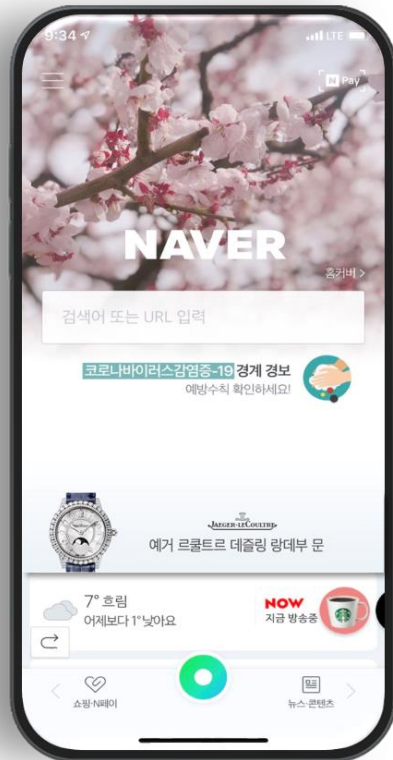 9:34
LTE
N Pay
NAVER
홈커버 >
검색어 또는 URL 입력
코로나바이러스감염증-19 경계 경보
예방수칙 확인하세요!
JAEGER-LECOULTRE
예거 르쿨트르 데즐링 랑데부 문
7° 흐림
어제보다 1° 낮아요
NOW
지금 방송중
쇼핑·N페이
뉴스·콘텐츠